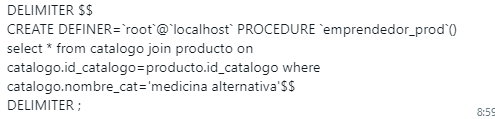 DELIMITER $$
CREATE DEFINER=`root`@`localhost` PROCEDURE `emprendedor_prod`()
select * from catalogo join producto on
catalogo.id_catalogo=producto.id_catalogo where
catalogo.nombre_cat='medicina alternativa'$$
DELIMITER ;
8:59